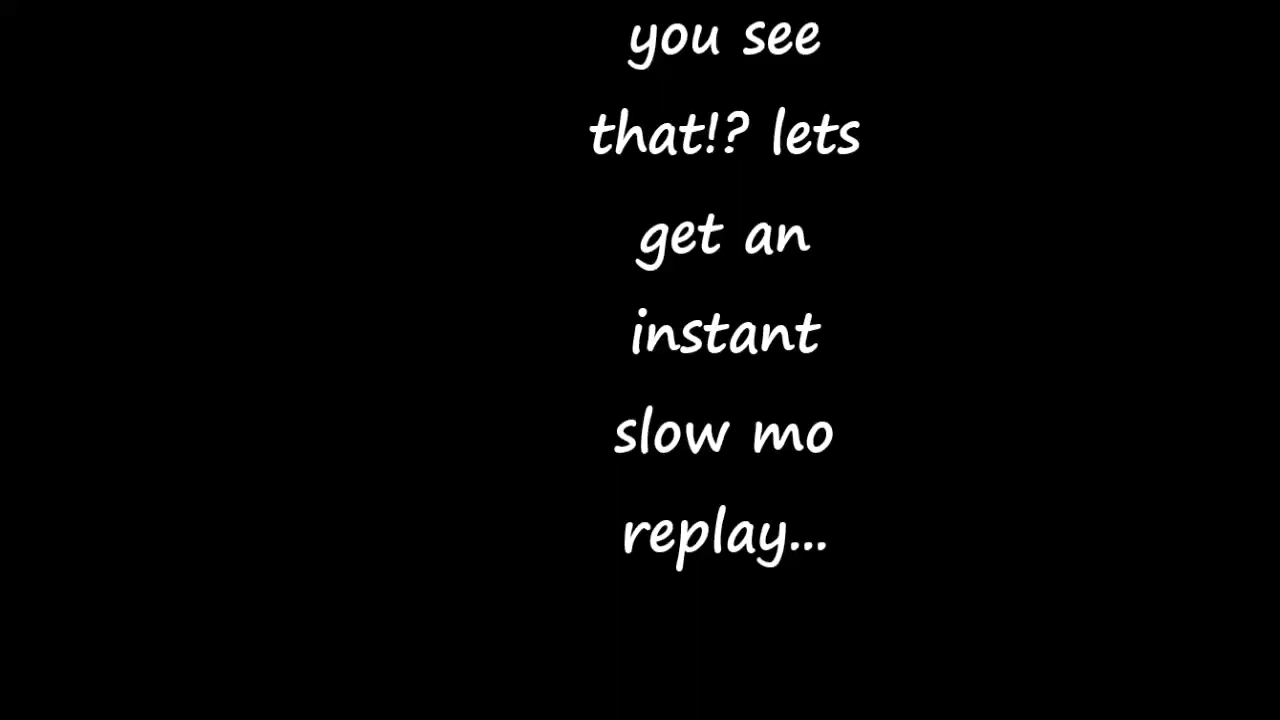 you see
that!? lets
get an
instant
slow mo
replay...